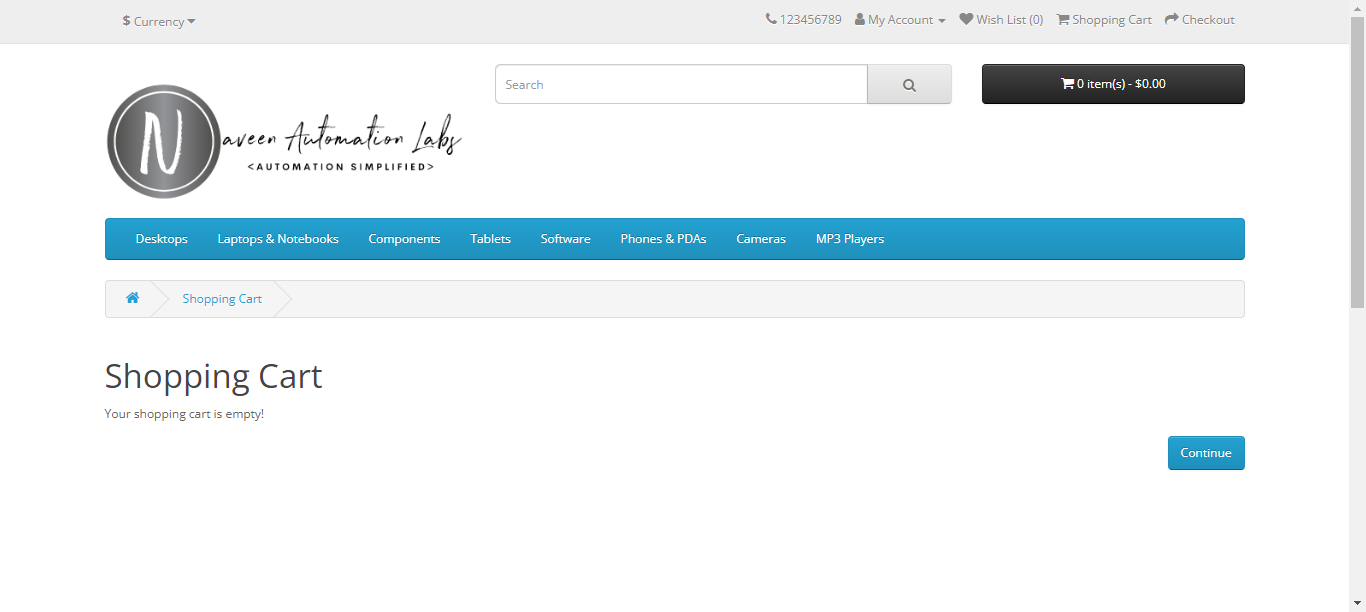 $ Currency
123456789 My Account Wish List (0) Shopping Cart Checkout
Search
0 item(s) - $0.00
N
aveen Automation Labs
<AUTOMATION SIMPLIFIED>
Desktops Laptops & Notebooks Components Tablets Software Phones & PDAs Cameras MP3 Players
Shopping Cart
Shopping Cart
Your shopping cart is empty!
Continue